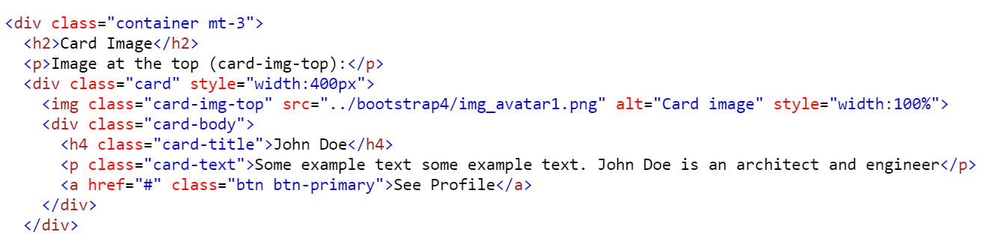 <div class="container mt-3">
  <h2>Card Image</h2>
  <p>Image at the top (card-img-top):</p>
  <div class="card" style="width:400px">
    <img class="card-img-top" src="../bootstrap4/img_avatar1.png" alt="Card image" style="width:100%">
    <div class="card-body">
      <h4 class="card-title">John Doe</h4>
      <p class="card-text">Some example text some example text. John Doe is an architect and engineer</p>
      <a href="#" class="btn btn-primary">See Profile</a>
    </div>
  </div>